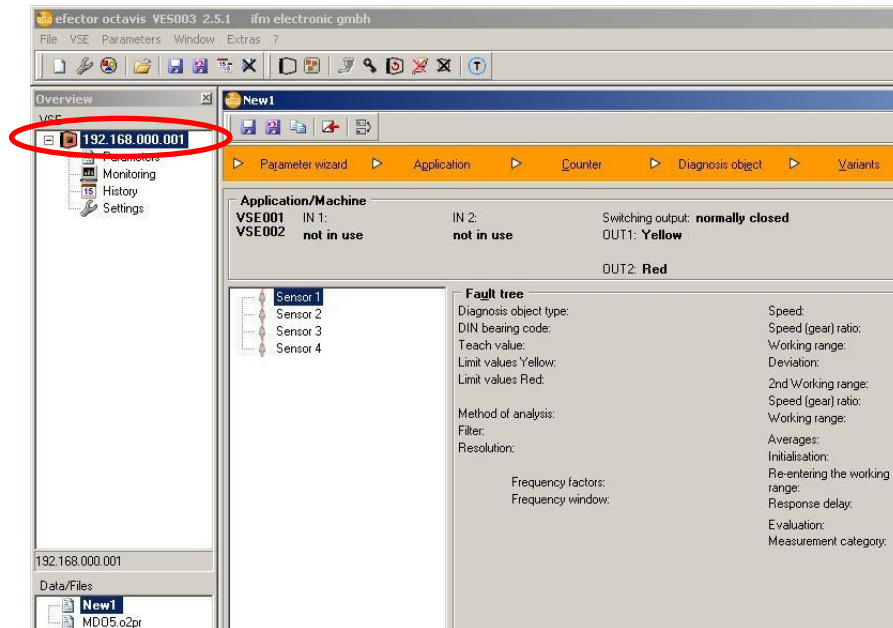 efector octavis VES003 2.5.1 ifm electronic gmbh
File VSE Parameters Window Extras ?
Overview
VSE
192.168.000.001
Parameters
Monitoring
15 History
Settings
192.168.000.001
Data/Files
New1
MD05.o2pr
New1
Parameter wizard Application Counter Diagnosis object Variants
Application/Machine
VSE001 IN 1: IN 2: Switching output: normally closed
VSE002 not in use not in use OUT1: Yellow
OUT2: Red
Sensor 1
Sensor 2
Sensor 3
Sensor 4
Fault tree
Diagnosis object type: Speed:
DIN bearing code: Speed (gear) ratio:
Teach value: Working range:
Limit values Yellow: Deviation:
Limit values Red: 2nd Working range:
Speed (gear) ratio:
Method of analysis: Working range:
Filter:
Averages:
Resolution: Initialisation:
Frequency factors: Re-entering the working
range:
Frequency window: Response delay:
Evaluation:
Measurement category: